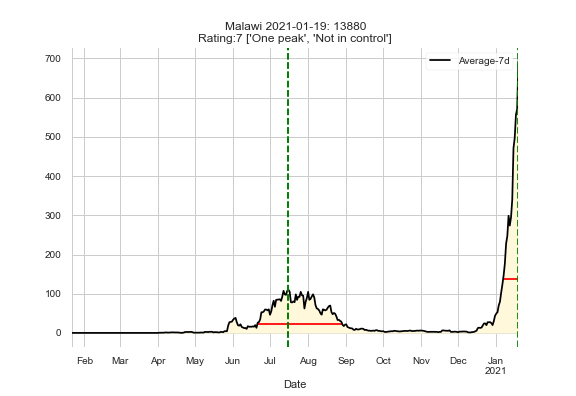 Malawi 2021-01-19: 13880
Rating:7 ['One peak', 'Not in control']
Average-7d
700
600
500
400
300
200
100
0
Feb Mar Apr May Jun Jul Aug Sep Oct Nov Dec Jan
2021
Date